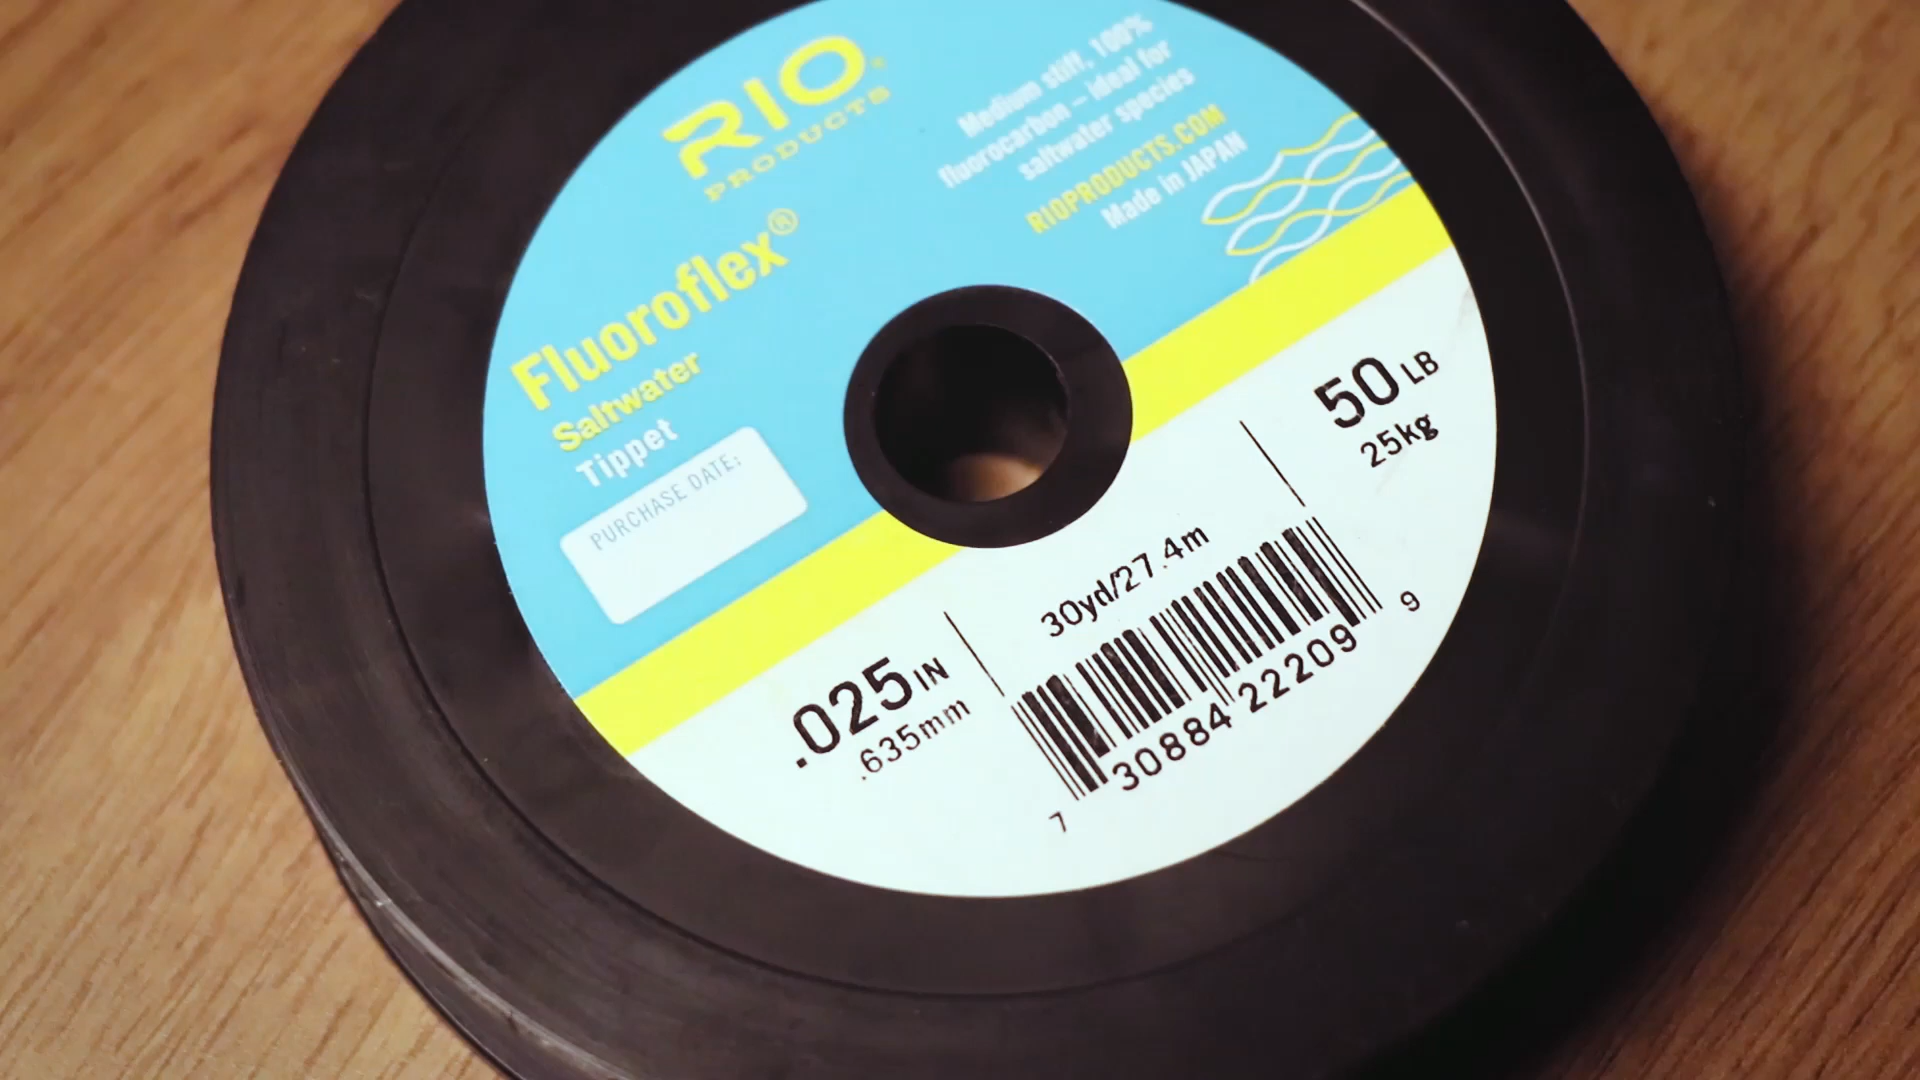 RIO®
PRODUCTS
Medium stiff, 100%
fluorocarbon – ideal for
saltwater species
RIOPRODUCTS.COM
Made in JAPAN
Fluoroflex®
Saltwater
Tippet
PURCHASE DATE:
50 LB
25kg
30yd/27.4m
.025 IN
.635mm
7 30884 22209 9